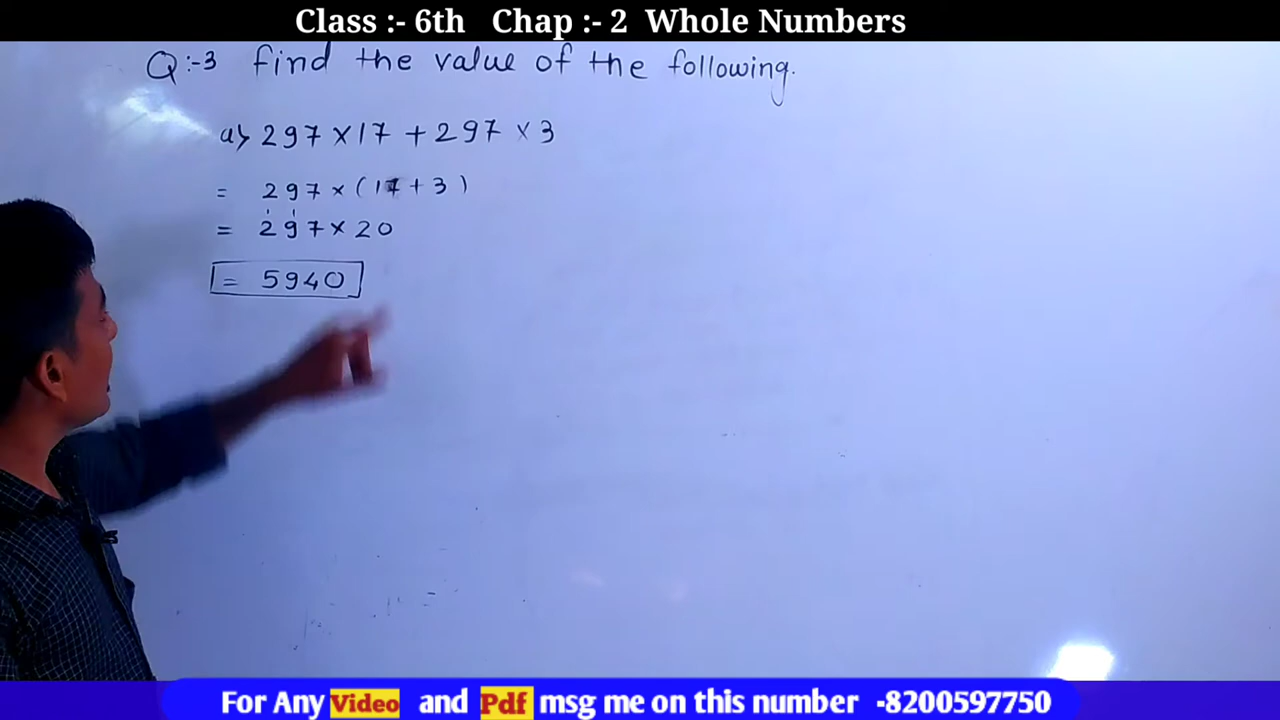 Class :- 6th Chap :- 2 Whole Numbers
Q:-3 find the value of the following.
a> 297 × 17 + 297 × 3
= 297 × (17 + 3)
= 297 × 20
= 5940
For Any Video and Pdf msg me on this number -8200597750